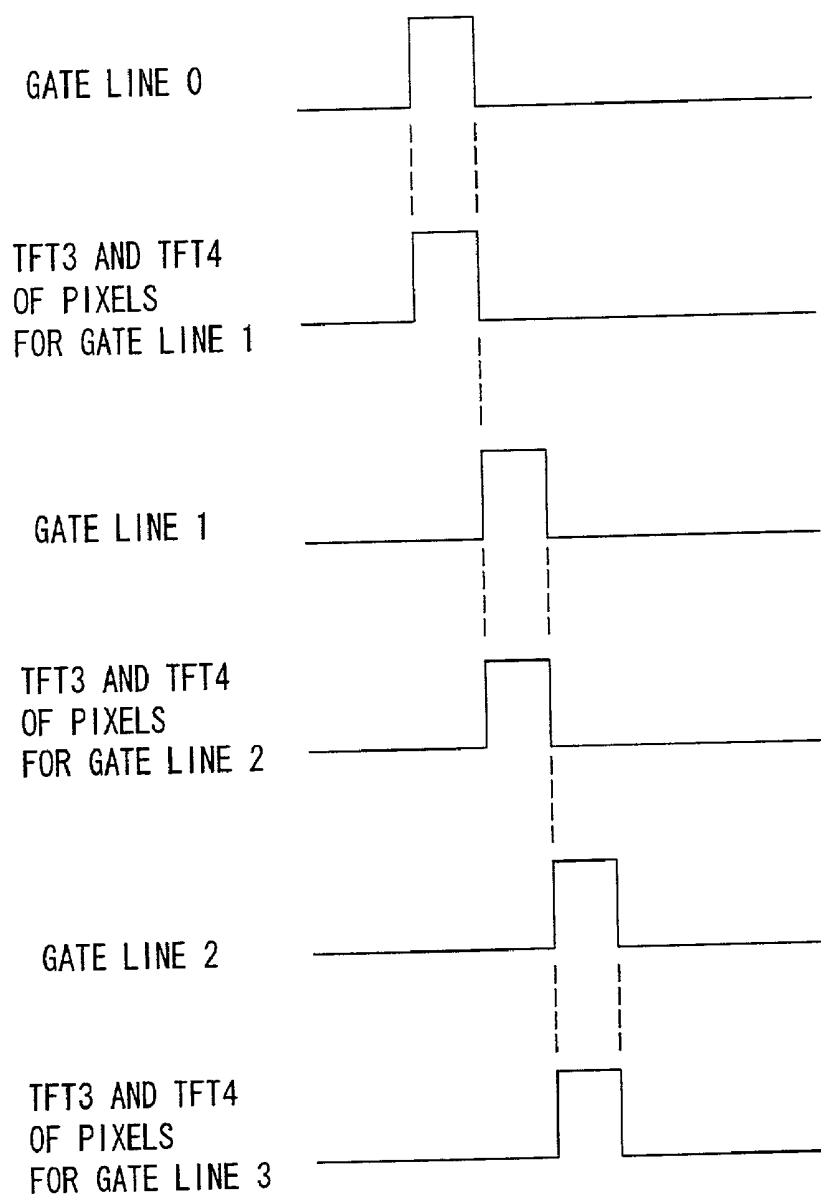 GATE LINE 0
TFT3 AND TFT4
OF PIXELS
FOR GATE LINE 1
GATE LINE 1
TFT3 AND TFT4
OF PIXELS
FOR GATE LINE 2
GATE LINE 2
TFT3 AND TFT4
OF PIXELS
FOR GATE LINE 3